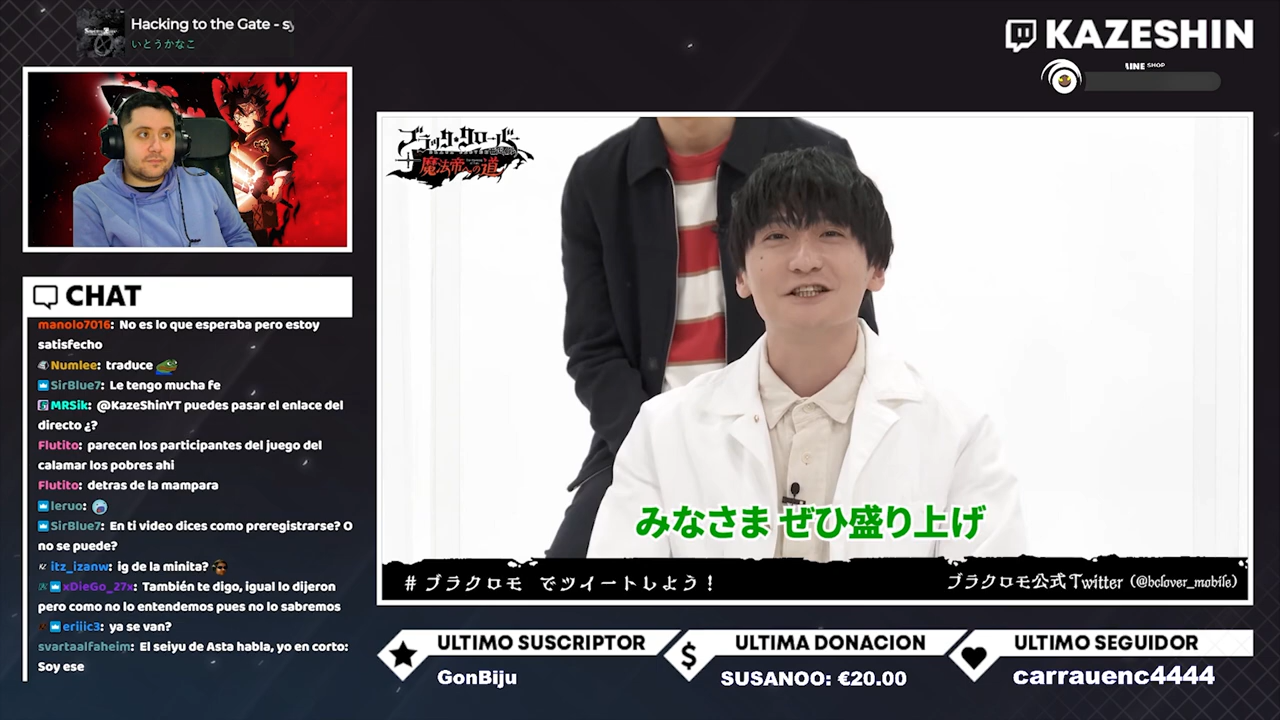 Hacking to the Gate - sy
いとうかなこ
KAZESHIN
SHOP
ブラック・クローバー
魔法帝への道
CHAT
manolo7016: No es lo que esperaba pero estoy
satisfecho
Numlee: traduce
SirBlue7: Le tengo mucha fe
MRSik: @KazeShinYT puedes pasar el enlace del
directo ¿?
Flutito: parecen los participantes del juego del
calamar los pobres ahi
Flutito: detras de la mampara
leruo:
SirBlue7: En ti video dices como preregistrarse? O
no se puede?
itz_izanw: ig de la minita?
xDieGo_27x: También te digo, igual lo dijeron
pero como no lo entendemos pues no lo sabremos
eriiic3: ya se van?
svartaalfaheim: El seiyu de Asta habla, yo en corto:
Soy ese
みなさま ぜひ盛り上げ
#ブラクロモ でツイートしよう!
ブラクロモ公式Twitter (@bclover_mobile)
ULTIMO SUSCRIPTOR
GonBiju
ULTIMA DONACION
SUSANOO: €20.00
ULTIMO SEGUIDOR
carrauenc4444